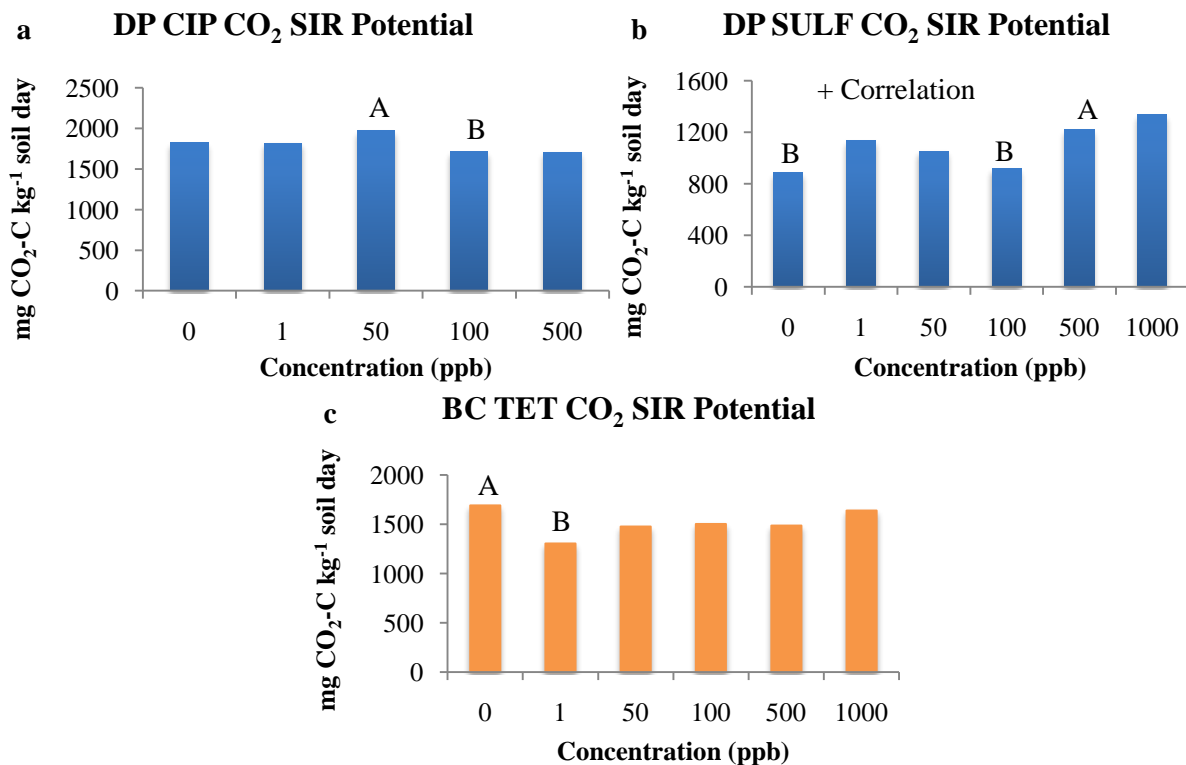 a
DP CIP CO₂ SIR Potential
mg CO₂-C kg⁻¹ soil day
2500
2000
1500
1000
500
0
A
B
0 1 50 100 500
Concentration (ppb)
b
DP SULF CO₂ SIR Potential
mg CO₂-C kg⁻¹ soil day
1600
1200
800
400
0
+ Correlation
B
B
A
0 1 50 100 500 1000
Concentration (ppb)
c
BC TET CO₂ SIR Potential
mg CO₂-C kg⁻¹ soil day
2000
1500
1000
500
0
A
B
0 1 50 100 500 1000
Concentration (ppb)